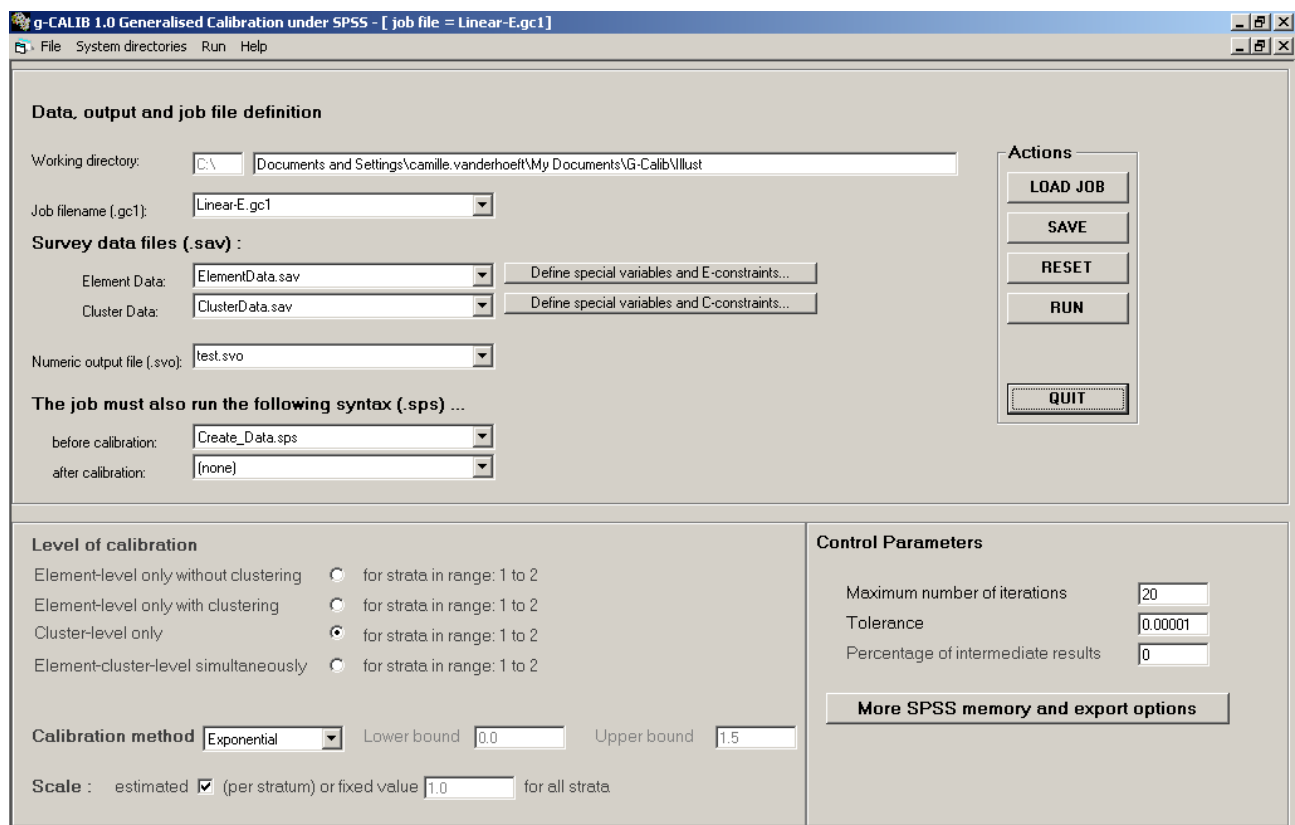 g-CALIB 1.0 Generalised Calibration under SPSS - [ job file = Linear-E.gc1]
File System directories Run Help
Data, output and job file definition
Working directory: C:\ Documents and Settings\camille.vanderhoeft\My Documents\G-Calib\Illust
Job filename (.gc1): Linear-E.gc1
Survey data files (.sav) :
Element Data: ElementData.sav Define special variables and E-constraints...
Cluster Data: ClusterData.sav Define special variables and C-constraints...
Numeric output file (.svo): test.svo
The job must also run the following syntax (.sps) ...
before calibration: Create_Data.sps
after calibration: (none)
Actions
LOAD JOB
SAVE
RESET
RUN
QUIT
Level of calibration
Element-level only without clustering for strata in range: 1 to 2
Element-level only with clustering for strata in range: 1 to 2
Cluster-level only for strata in range: 1 to 2
Element-cluster-level simultaneously for strata in range: 1 to 2
Calibration method Exponential Lower bound 0.0 Upper bound 1.5
Scale : estimated (per stratum) or fixed value 1.0 for all strata
Control Parameters
Maximum number of iterations 20
Tolerance 0.00001
Percentage of intermediate results 0
More SPSS memory and export options